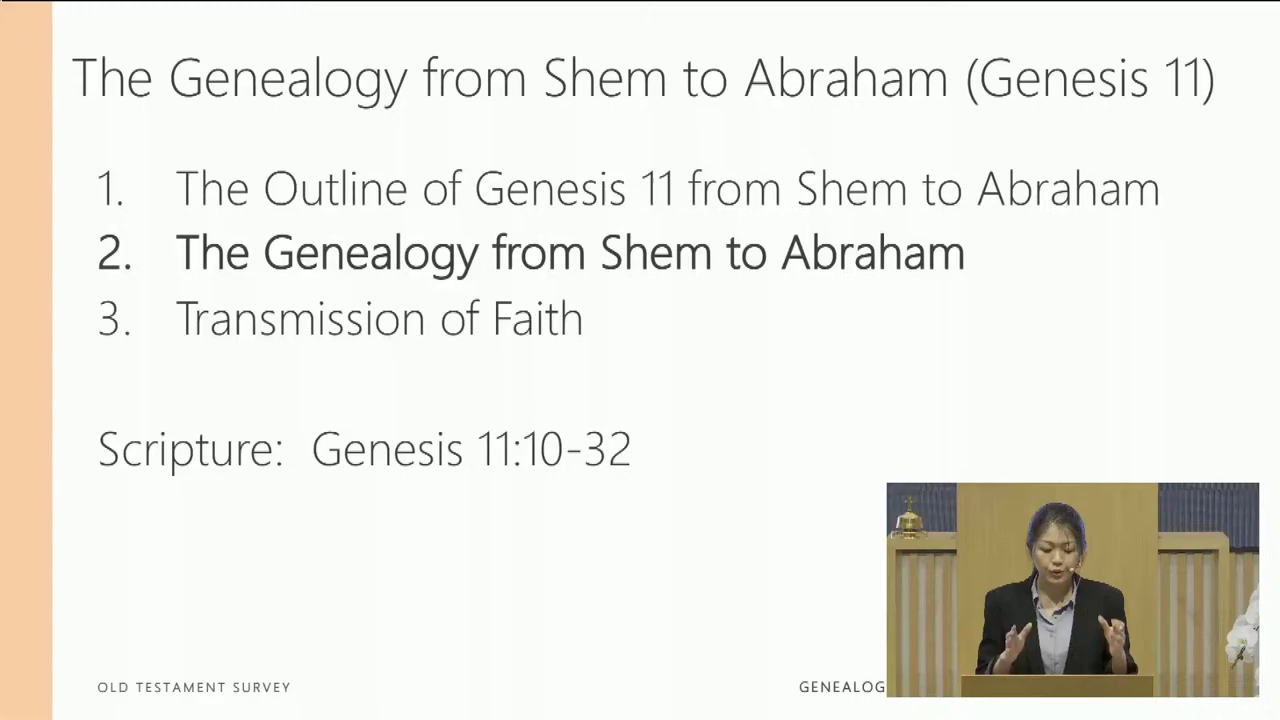 The Genealogy from Shem to Abraham (Genesis 11)
1. The Outline of Genesis 11 from Shem to Abraham
2. The Genealogy from Shem to Abraham
3. Transmission of Faith
Scripture: Genesis 11:10-32
OLD TESTAMENT SURVEY
GENEALOG